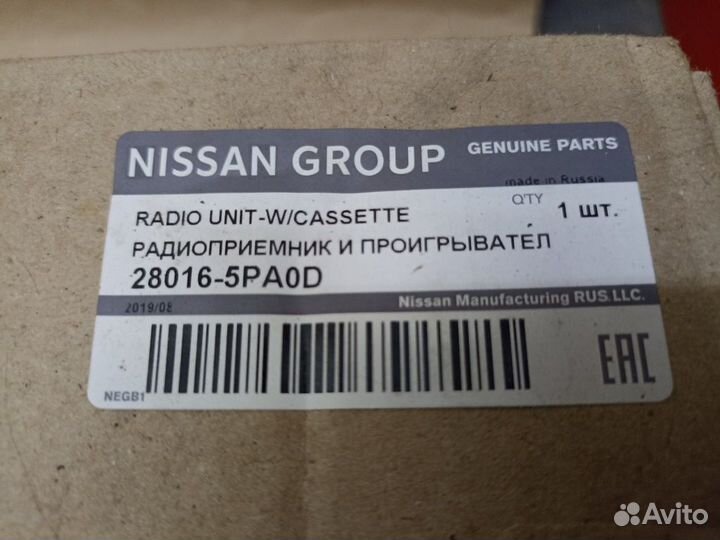 NISSAN GROUP GENUINE PARTS
made in Russia
RADIO UNIT-W/CASSETTE Q'TY 1 шт.
РАДИОПРИЕМНИК И ПРОИГРЫВАТЕЛ
28016-5PA0D
2019/08 Nissan Manufacturing RUS LLC.
NEGB1
EAC
Avito